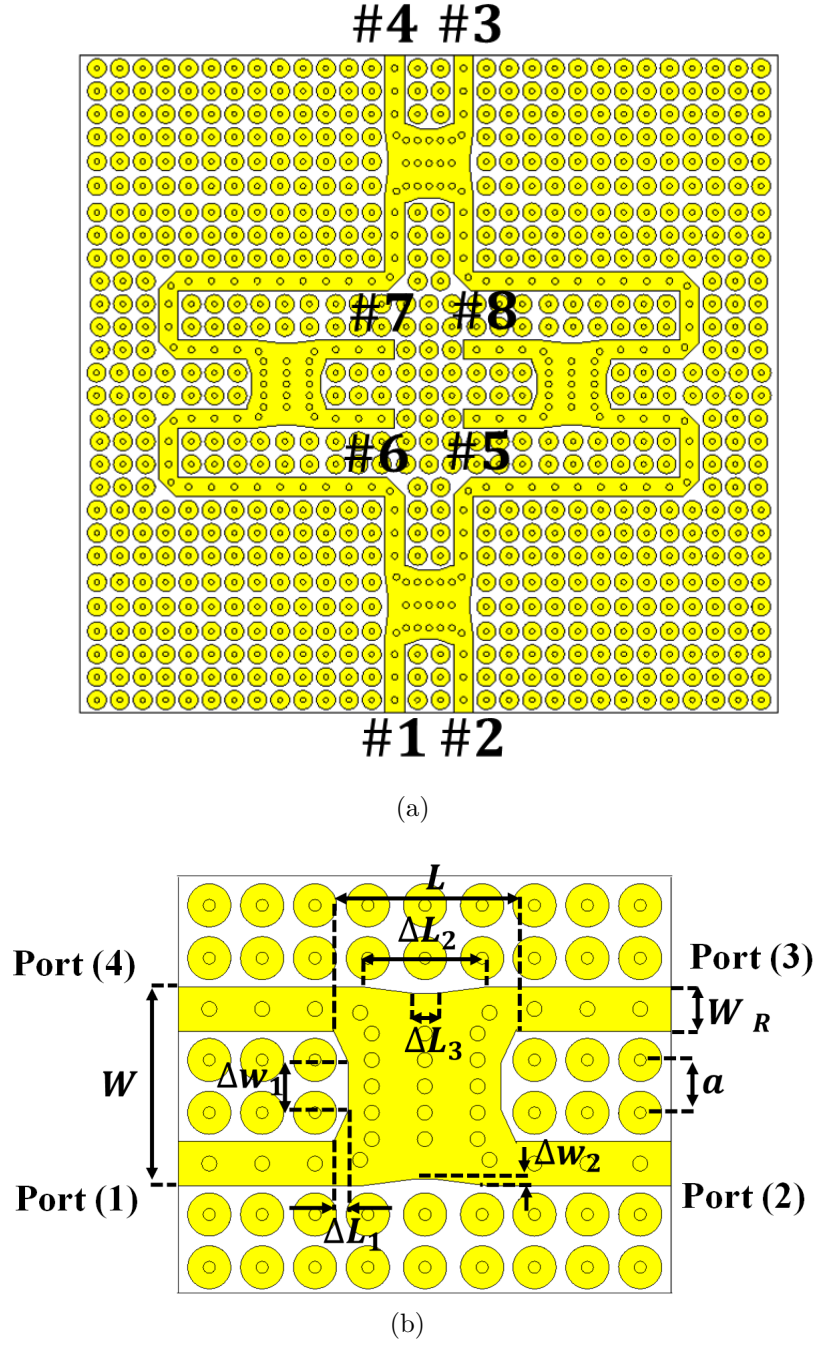 #4 #3
#7 #8
#6 #5
#1 #2
(a)
L
ΔL₂
Port (4) Port (3)
W R
ΔL₃
W Δw₁ a
Δw₂
Port (1) Port (2)
ΔL₁
(b)